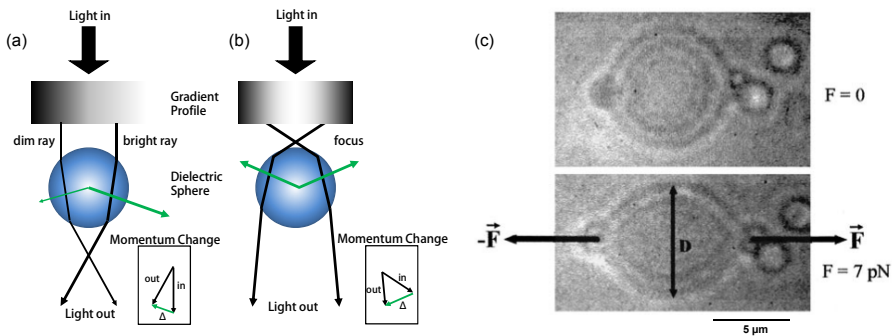 (a)
Light in
Gradient
Profile
dim ray
bright ray
Dielectric
Sphere
Momentum Change
out
in
Δ
Light out
(b)
Light in
focus
Momentum Change
in
out
Δ
Light out
(c)
F = 0
-F⃗
D
F⃗
F = 7 pN
5 µm